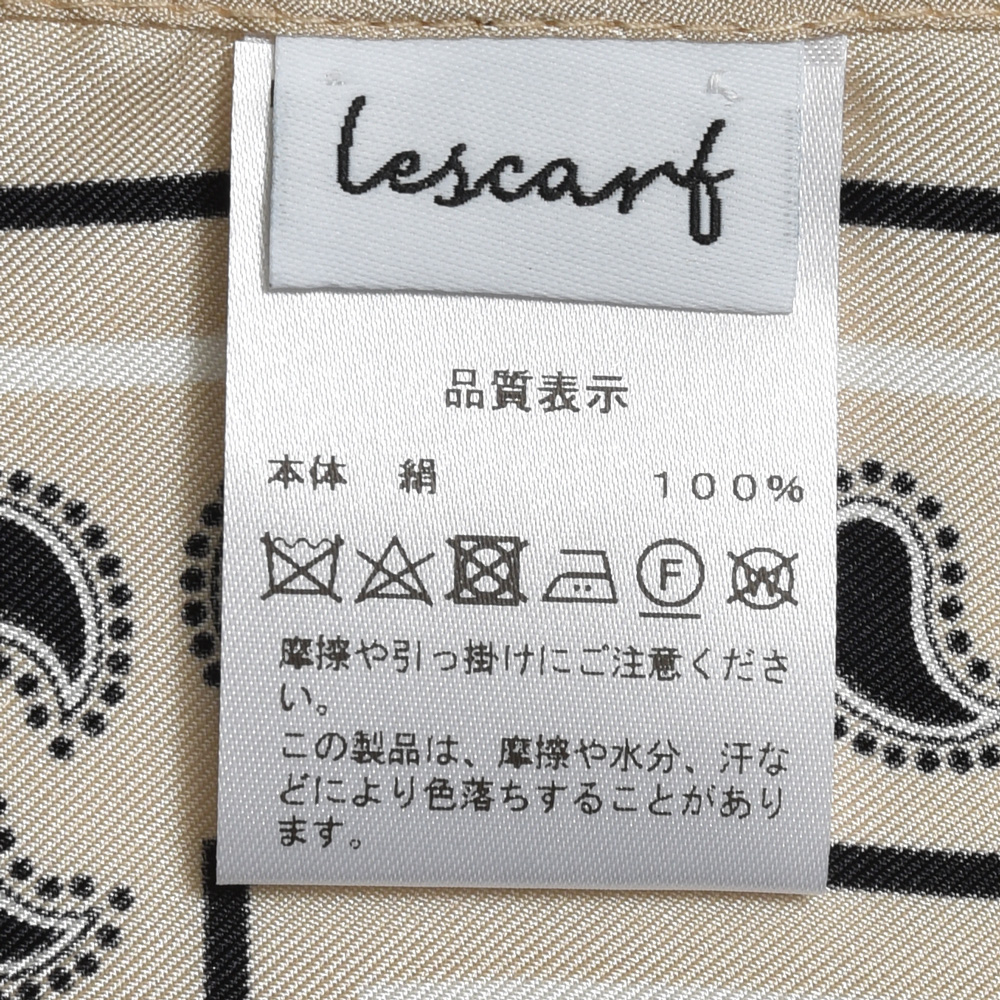 lescarf
品質表示
本体 絹 100%
F W
摩擦や引っ掛けにご注意くださ
い。
この製品は、摩擦や水分、汗な
どにより色落ちすることがあり
ます。